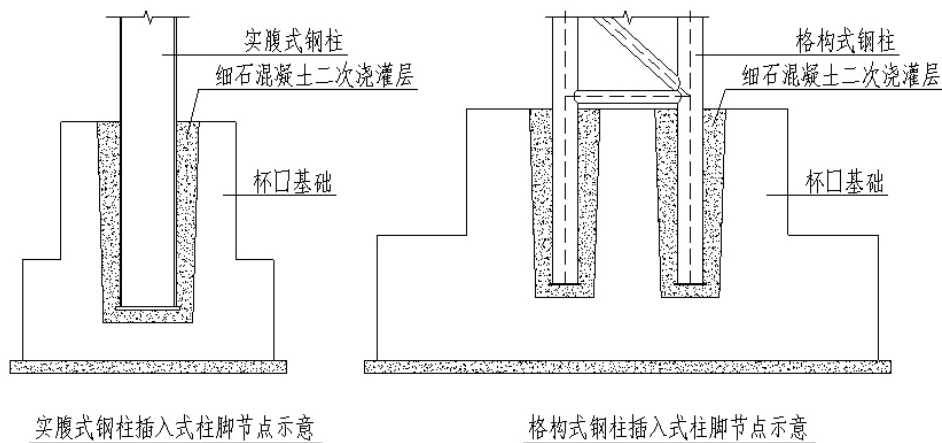 实腹式钢柱
细石混凝土二次浇灌层
杯口基础
实腹式钢柱插入式柱脚节点示意
格构式钢柱
细石混凝土二次浇灌层
杯口基础
格构式钢柱插入式柱脚节点示意